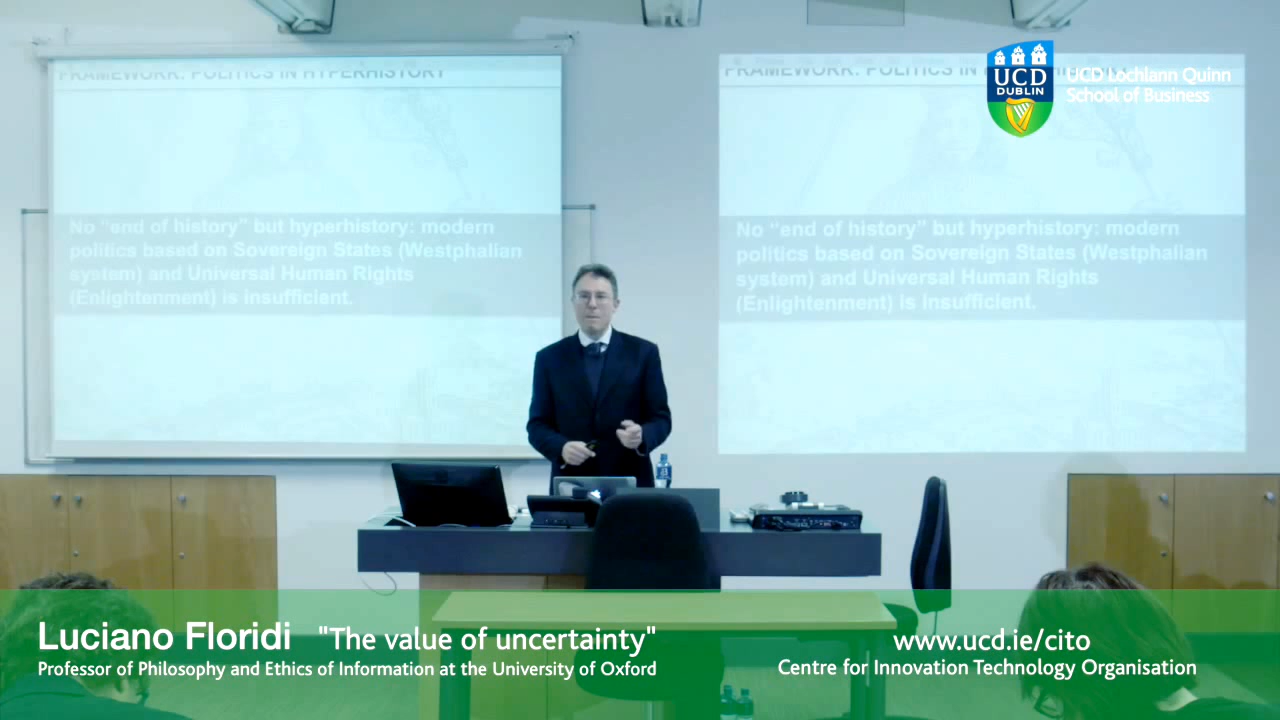 FRAMEWORK: POLITICS IN HYPERHISTORY
No “end of history” but hyperhistory: modern
politics based on Sovereign States (Westphalian
system) and Universal Human Rights
(Enlightenment) is insufficient.
FRAMEWORK: POLITICS IN
No “end of history” but hyperhistory: modern
politics based on Sovereign States (Westphalian
system) and Universal Human Rights
(Enlightenment) is insufficient.
UCD
DUBLIN
UCD Lochlann Quinn
School of Business
Luciano Floridi "The value of uncertainty"
Professor of Philosophy and Ethics of Information at the University of Oxford
www.ucd.ie/cito
Centre for Innovation Technology Organisation